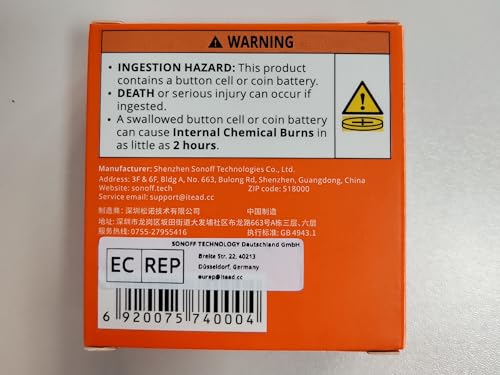 ⚠ WARNING
• INGESTION HAZARD: This product
contains a button cell or coin battery.
• DEATH or serious injury can occur if
ingested.
• A swallowed button cell or coin battery
can cause Internal Chemical Burns in
as little as 2 hours.
Manufacturer: Shenzhen Sonoff Technologies Co., Ltd.
Address: 3F & 6F, Bldg A, No. 663, Bulong Rd, Shenzhen, Guangdong, China
Website: sonoff.tech ZIP code: 518000
Service email: support@itead.cc
制造商: 深圳松诺技术有限公司 中国制造
地址: 深圳市龙岗区坂田街道大发埔社区布龙路663号A栋三层、六层
服务热线: 0755-27955416 执行标准: GB 4943.1
SONOFF TECHNOLOGY Deutschland GmbH
EC REP
Breite Str. 22, 40213
Düsseldorf, Germany
eurep@itead.cc
6 920075 740004